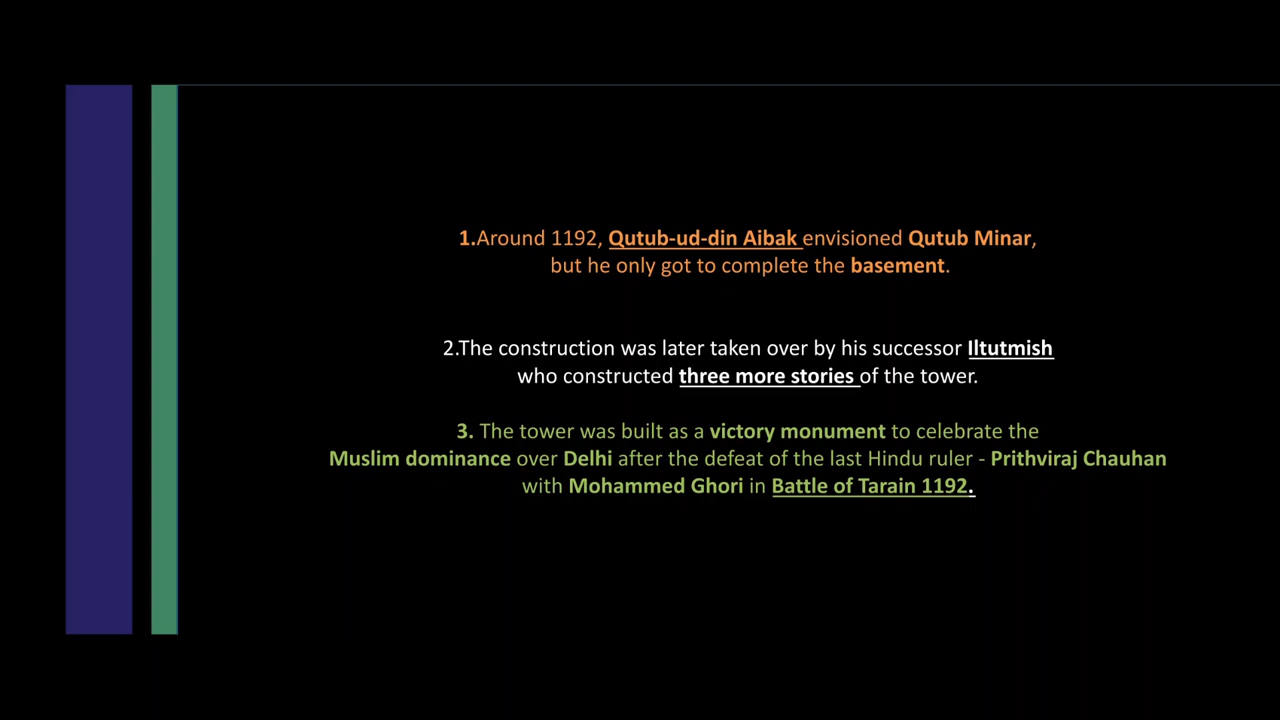 1.Around 1192, Qutub-ud-din Aibak envisioned Qutub Minar,
but he only got to complete the basement.
2.The construction was later taken over by his successor Iltutmish
who constructed three more stories of the tower.
3. The tower was built as a victory monument to celebrate the
Muslim dominance over Delhi after the defeat of the last Hindu ruler - Prithviraj Chauhan
with Mohammed Ghori in Battle of Tarain 1192.